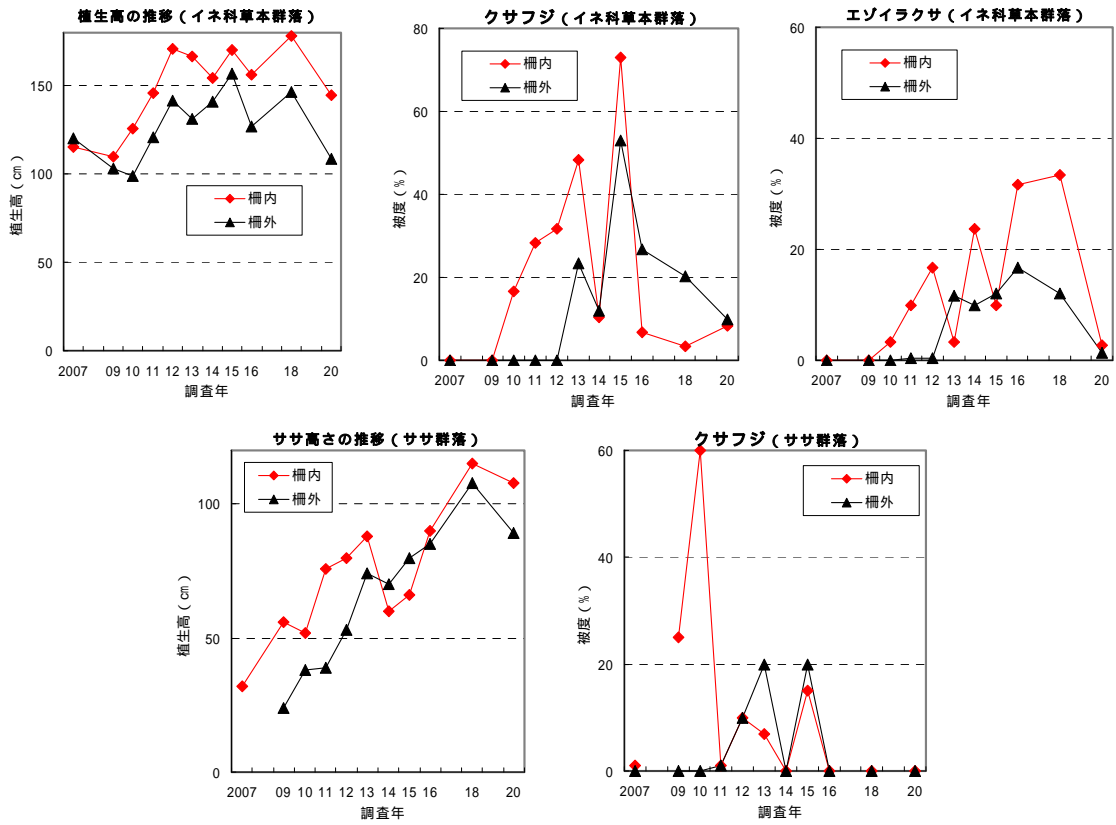 植生高の推移(イネ科草本群落)
植生高(㎝)
150
100
50
0
柵内
柵外
2007 09 10 11 12 13 14 15 16 18 20
調査年
クサフジ(イネ科草本群落)
被度(%)
80
60
40
20
0
柵内
柵外
2007 09 10 11 12 13 14 15 16 18 20
調査年
エゾイラクサ(イネ科草本群落)
被度(%)
60
40
20
0
柵内
柵外
2007 09 10 11 12 13 14 15 16 18 20
調査年
ササ高さの推移(ササ群落)
植生高(㎝)
100
50
0
柵内
柵外
2007 09 10 11 12 13 14 15 16 18 20
調査年
クサフジ(ササ群落)
被度(%)
60
40
20
0
柵内
柵外
2007 09 10 11 12 13 14 15 16 18 20
調査年